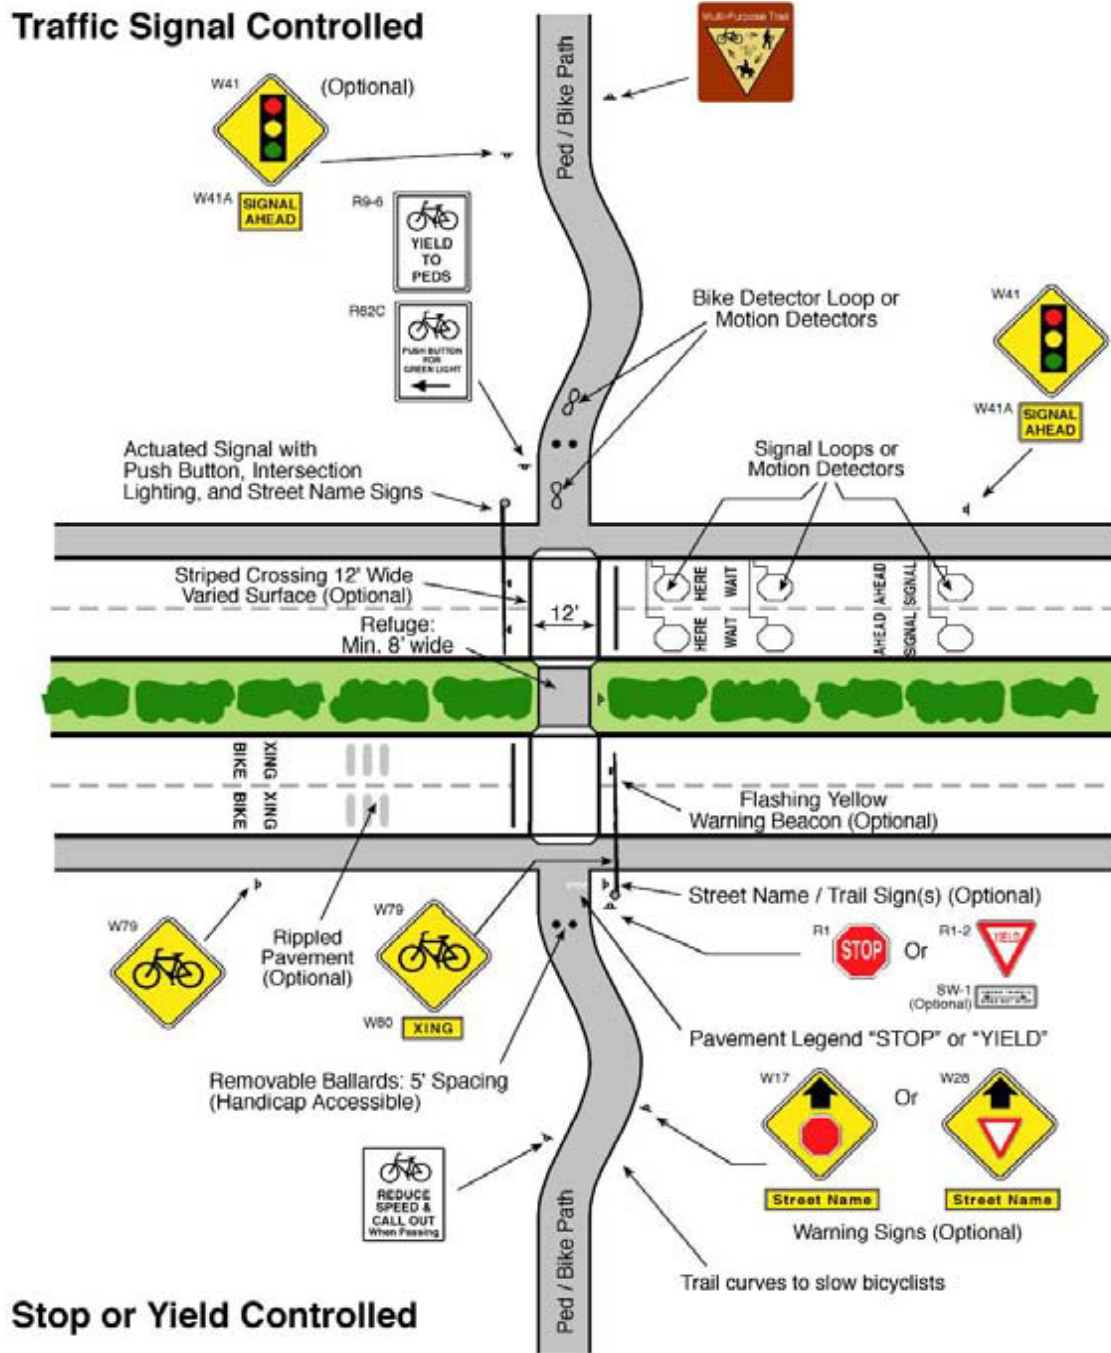 Traffic Signal Controlled
Multi-Purpose Trail
Ped / Bike Path
W41
(Optional)
W41A
SIGNAL
AHEAD
R9-6
YIELD
TO
PEDS
R62C
PUSH BUTTON
FOR
GREEN LIGHT
Bike Detector Loop or
Motion Detectors
W41
W41A
SIGNAL
AHEAD
Actuated Signal with
Push Button, Intersection
Lighting, and Street Name Signs
Signal Loops or
Motion Detectors
Striped Crossing 12' Wide
Varied Surface (Optional)
12'
HERE
WAIT
AHEAD
SIGNAL
HERE
WAIT
AHEAD
SIGNAL
Refuge:
Min. 8' wide
BIKE
XING
BIKE
XING
Flashing Yellow
Warning Beacon (Optional)
Street Name / Trail Sign(s) (Optional)
W79
Rippled
Pavement
(Optional)
W79
W80
XING
R1
STOP
Or
R1-2
YIELD
SW-1
(Optional)
Pavement Legend "STOP" or "YIELD"
Removable Ballards: 5' Spacing
(Handicap Accessible)
W17
Or
W26
Street Name
Street Name
Warning Signs (Optional)
REDUCE
SPEED &
CALL OUT
When Passing
Trail curves to slow bicyclists
Ped / Bike Path
Stop or Yield Controlled